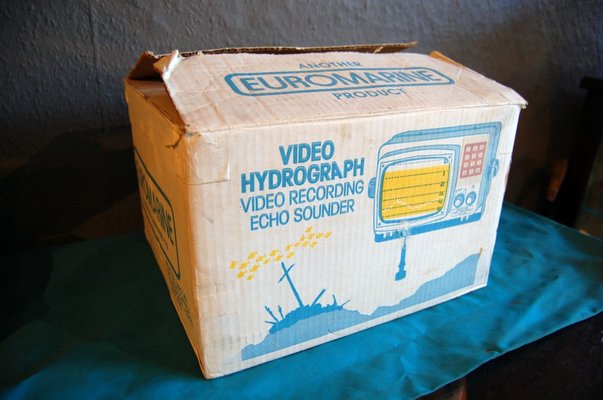 ANOTHER
EUROMARINE
PRODUCT
VIDEO
HYDROGRAPH
VIDEO RECORDING
ECHO SOUNDER
EUROMARINE